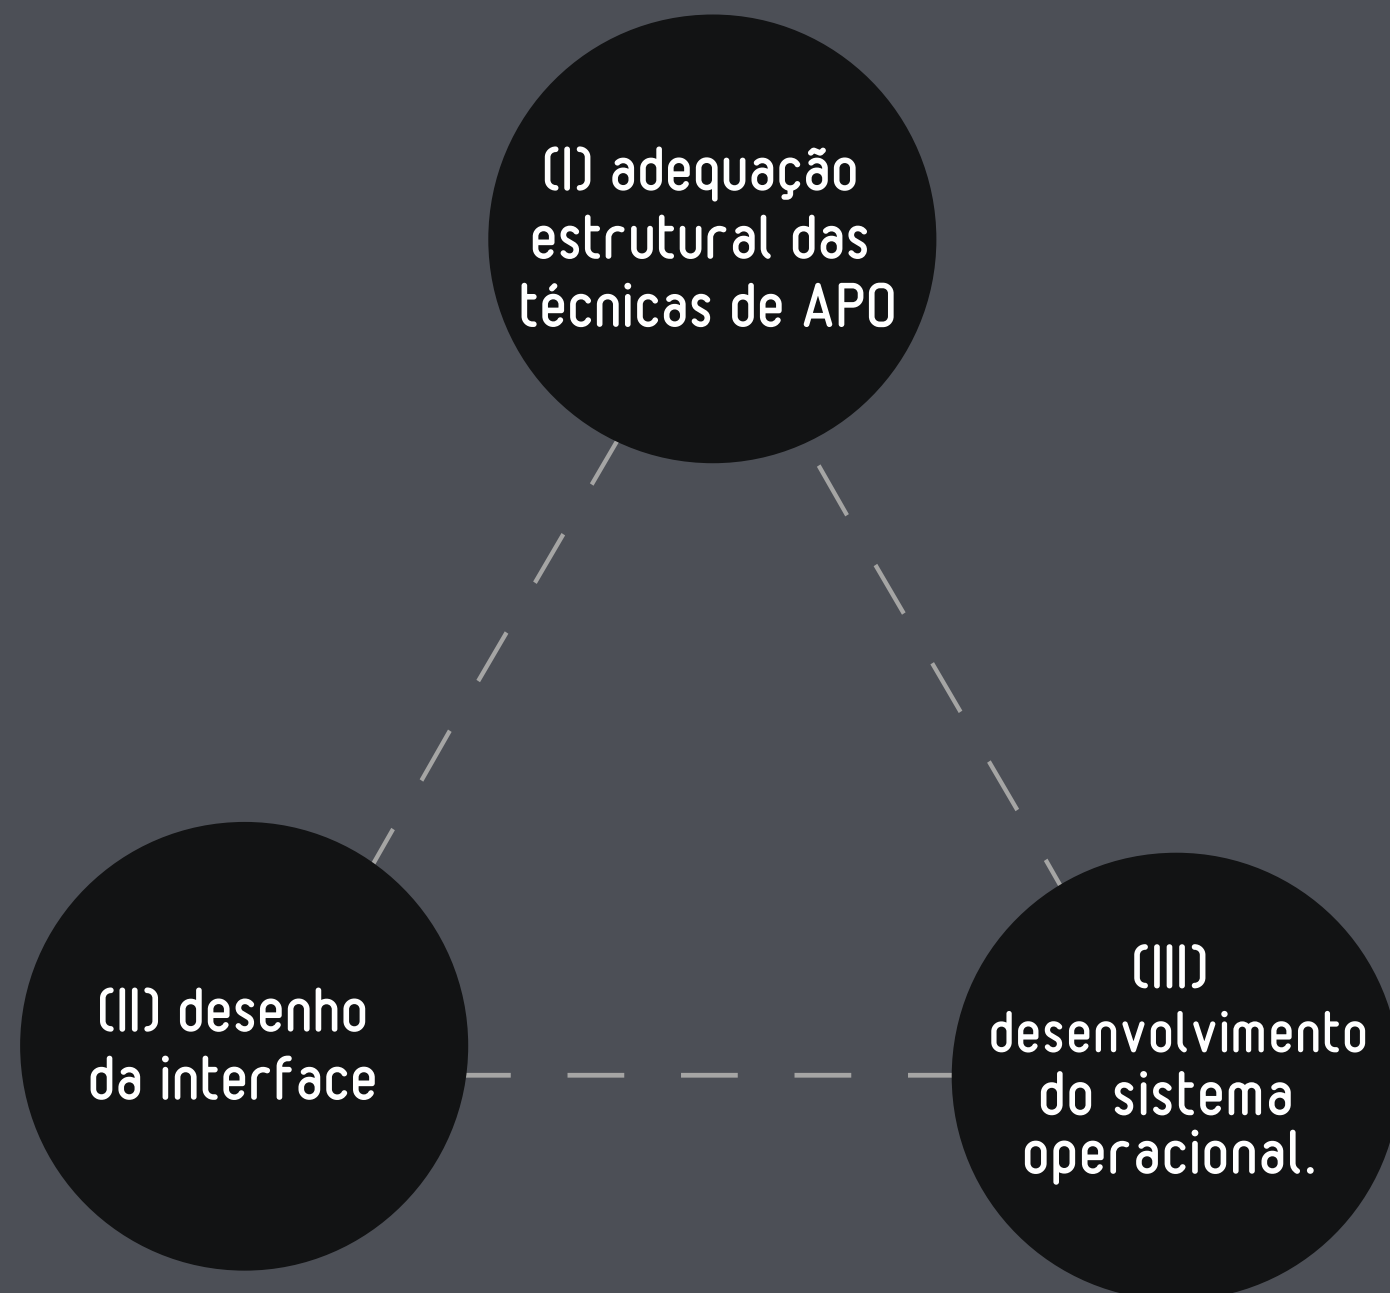 (I) adequação
estrutural das
técnicas de APO
(II) desenho
da interface
(III)
desenvolvimento
do sistema
operacional.